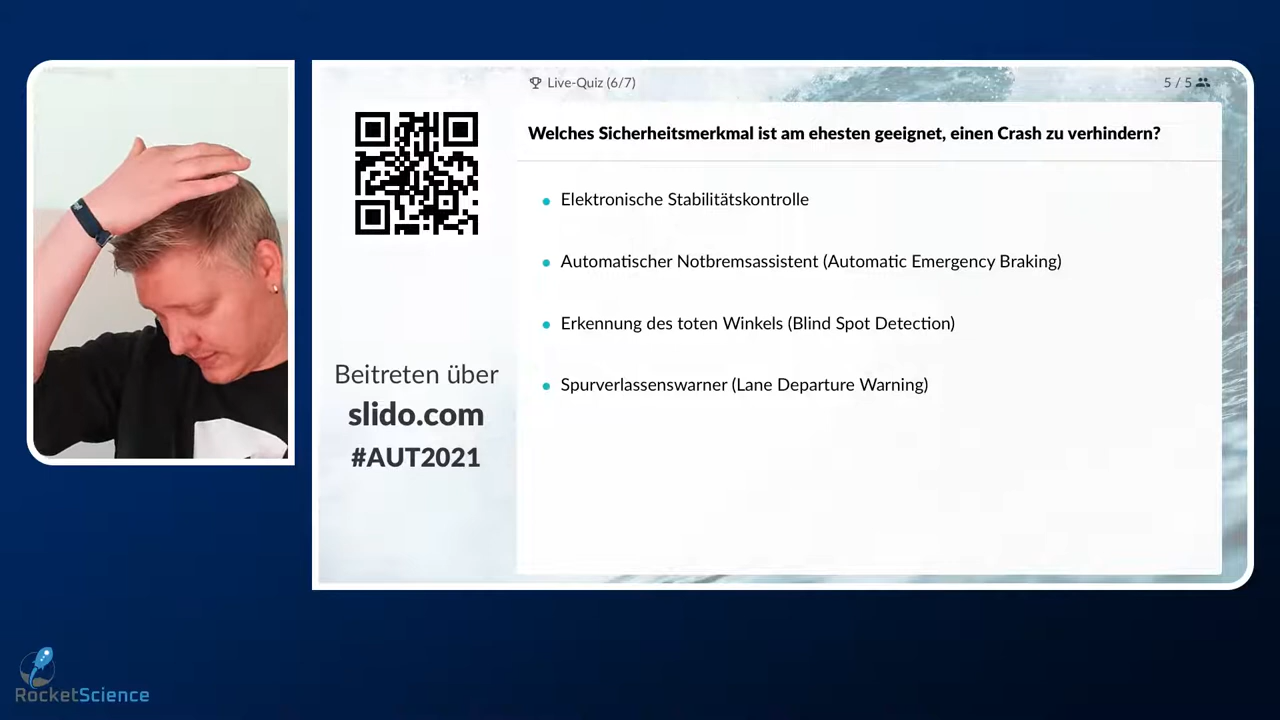 Live-Quiz (6/7)
5 / 5
Welches Sicherheitsmerkmal ist am ehesten geeignet, einen Crash zu verhindern?
Elektronische Stabilitätskontrolle
Automatischer Notbremsassistent (Automatic Emergency Braking)
Erkennung des toten Winkels (Blind Spot Detection)
Spurverlassenswarner (Lane Departure Warning)
Beitreten über
slido.com
#AUT2021
RocketScience